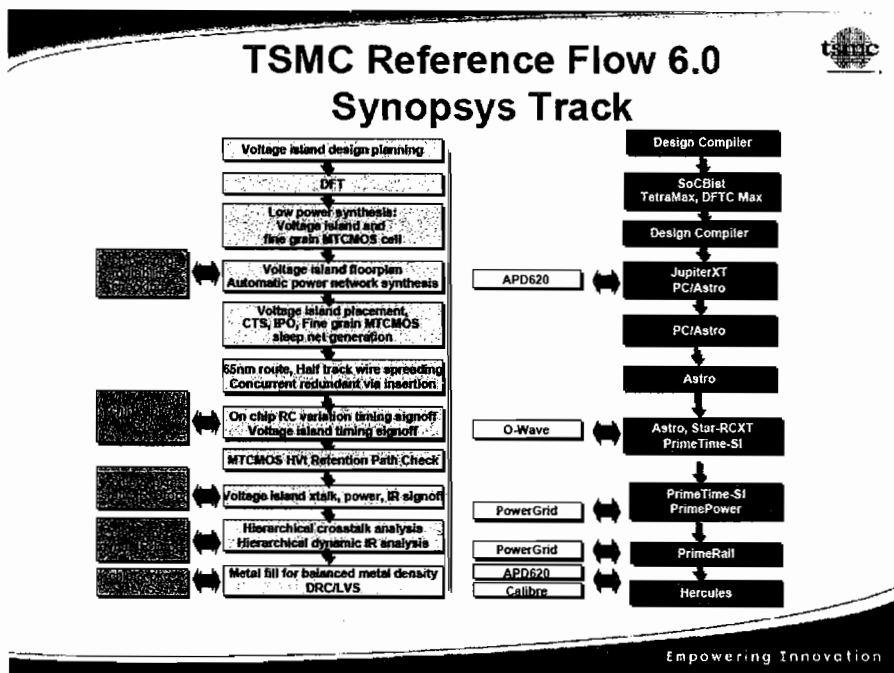 tsmc
TSMC Reference Flow 6.0
Synopsys Track
Voltage island design planning
DFT
Low power synthesis:
Voltage island and
fine grain MTCMOS cell
Voltage island floorplan
Automatic power network synthesis
Voltage island placement,
CTS, IPO, Fine grain MTCMOS
sleep net generation
65nm route, Half track wire spreading
Concurrent redundant via insertion
On chip RC variation timing signoff
Voltage island timing signoff
MTCMOS HVt Retention Path Check
Voltage island xtalk, power, IR signoff
Hierarchical crosstalk analysis
Hierarchical dynamic IR analysis
Metal fill for balanced metal density
DRC/LVS
APD620
O-Wave
PowerGrid
PowerGrid
APD620
Calibre
Design Compiler
SoCBist
TetraMax, DFTC Max
Design Compiler
JupiterXT
PC/Astro
PC/Astro
Astro
Astro, Star-RCXT
PrimeTime-SI
PrimeTime-SI
PrimePower
PrimeRail
Hercules
Empowering Innovation